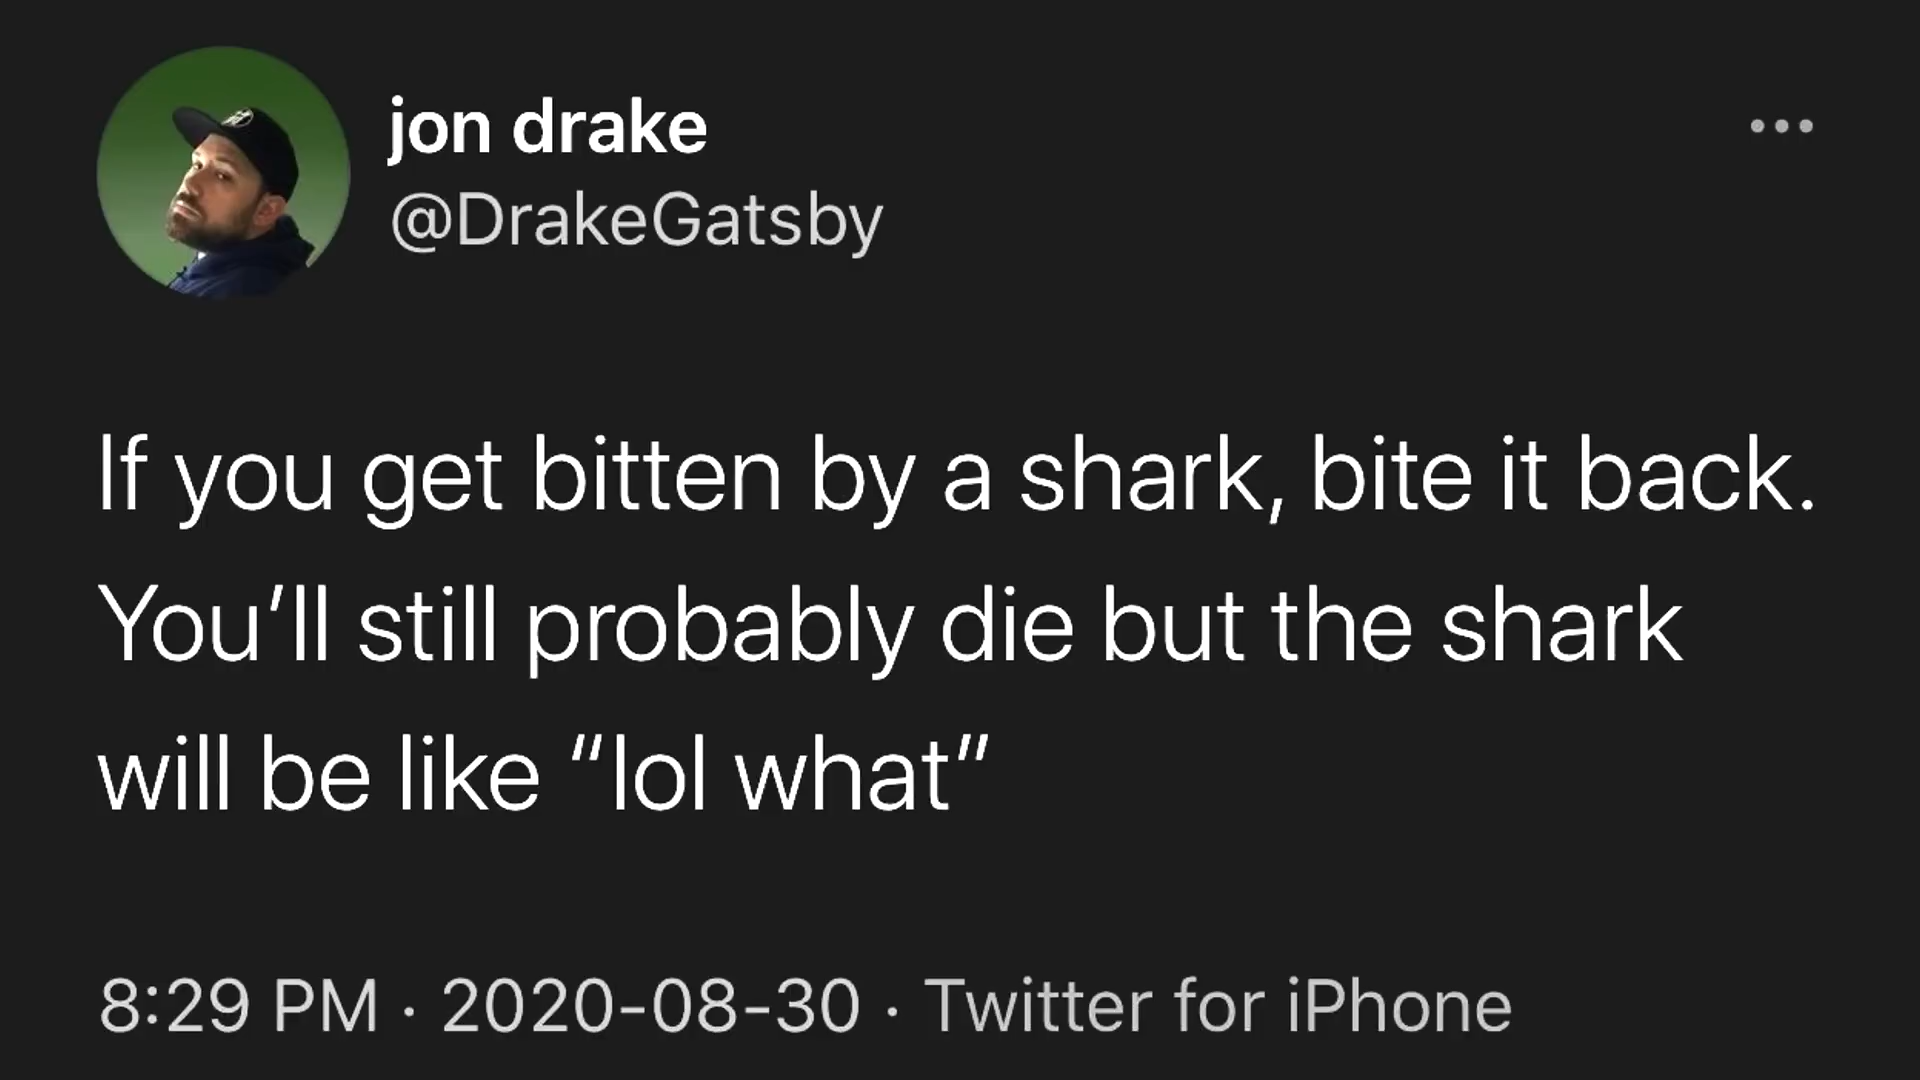 jon drake
@DrakeGatsby
If you get bitten by a shark, bite it back.
You’ll still probably die but the shark
will be like “lol what”
8:29 PM · 2020-08-30 · Twitter for iPhone